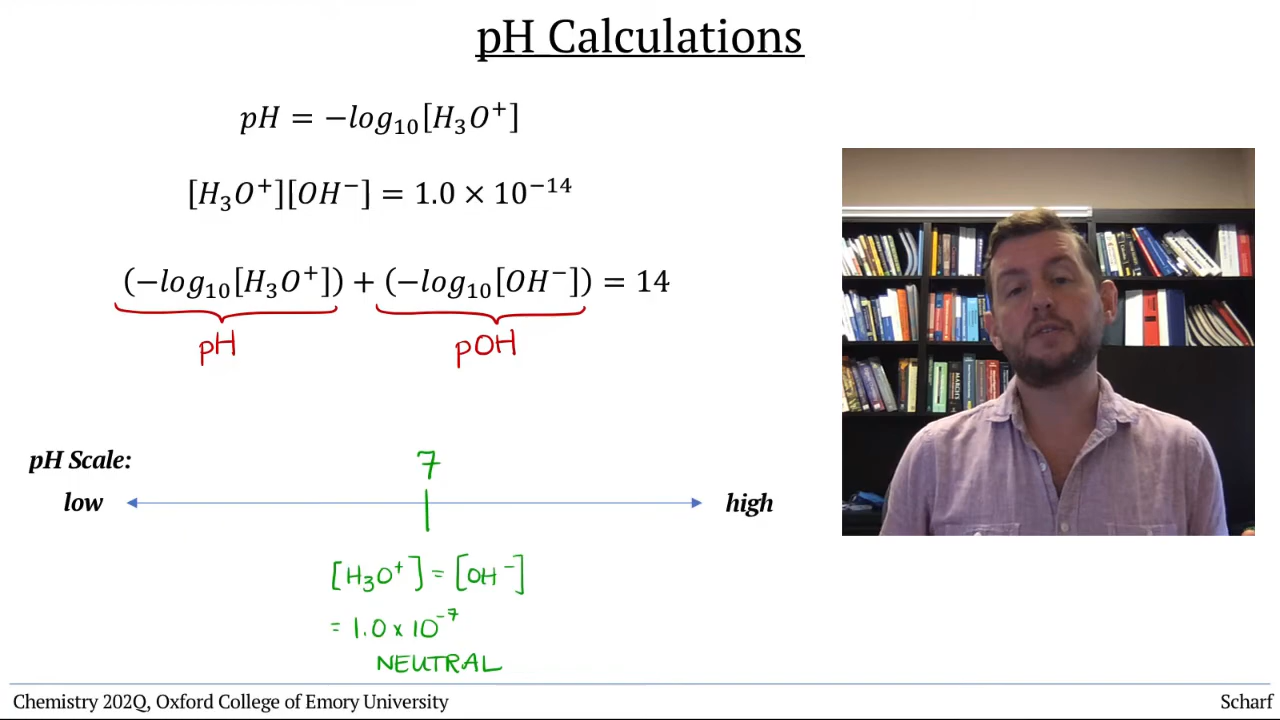 pH Calculations
pH = −log₁₀[H₃O⁺]
[H₃O⁺][OH⁻] = 1.0 × 10⁻¹⁴
(−log₁₀[H₃O⁺]) + (−log₁₀[OH⁻]) = 14
pH pOH
pH Scale:
7
low high
[H₃O⁺] = [OH⁻]
= 1.0 × 10⁻⁷
NEUTRAL
Chemistry 202Q, Oxford College of Emory University Scharf